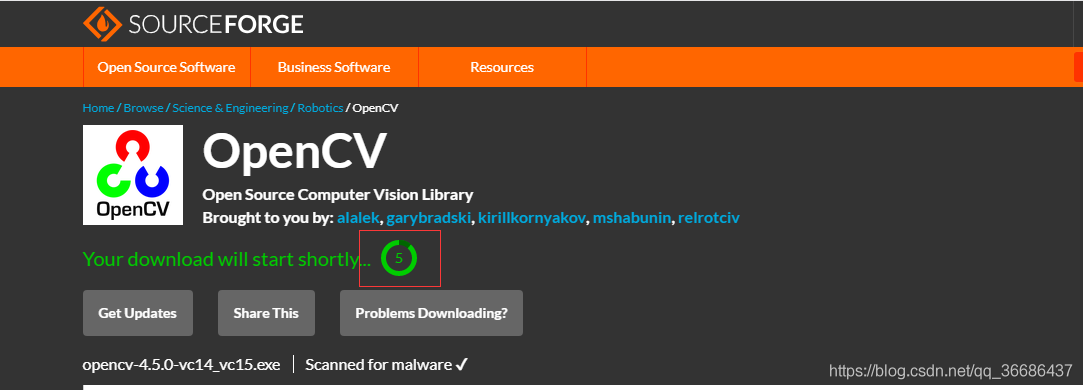 SOURCEFORGE
Open Source Software Business Software Resources
Home / Browse / Science & Engineering / Robotics / OpenCV
OpenCV
OpenCV
Open Source Computer Vision Library
Brought to you by: alalek, garybradski, kirillkornyakov, mshabunin, relrotciv
Your download will start shortly... 5
Get Updates Share This Problems Downloading?
opencv-4.5.0-vc14_vc15.exe | Scanned for malware ✓
https://blog.csdn.net/qq_36686437